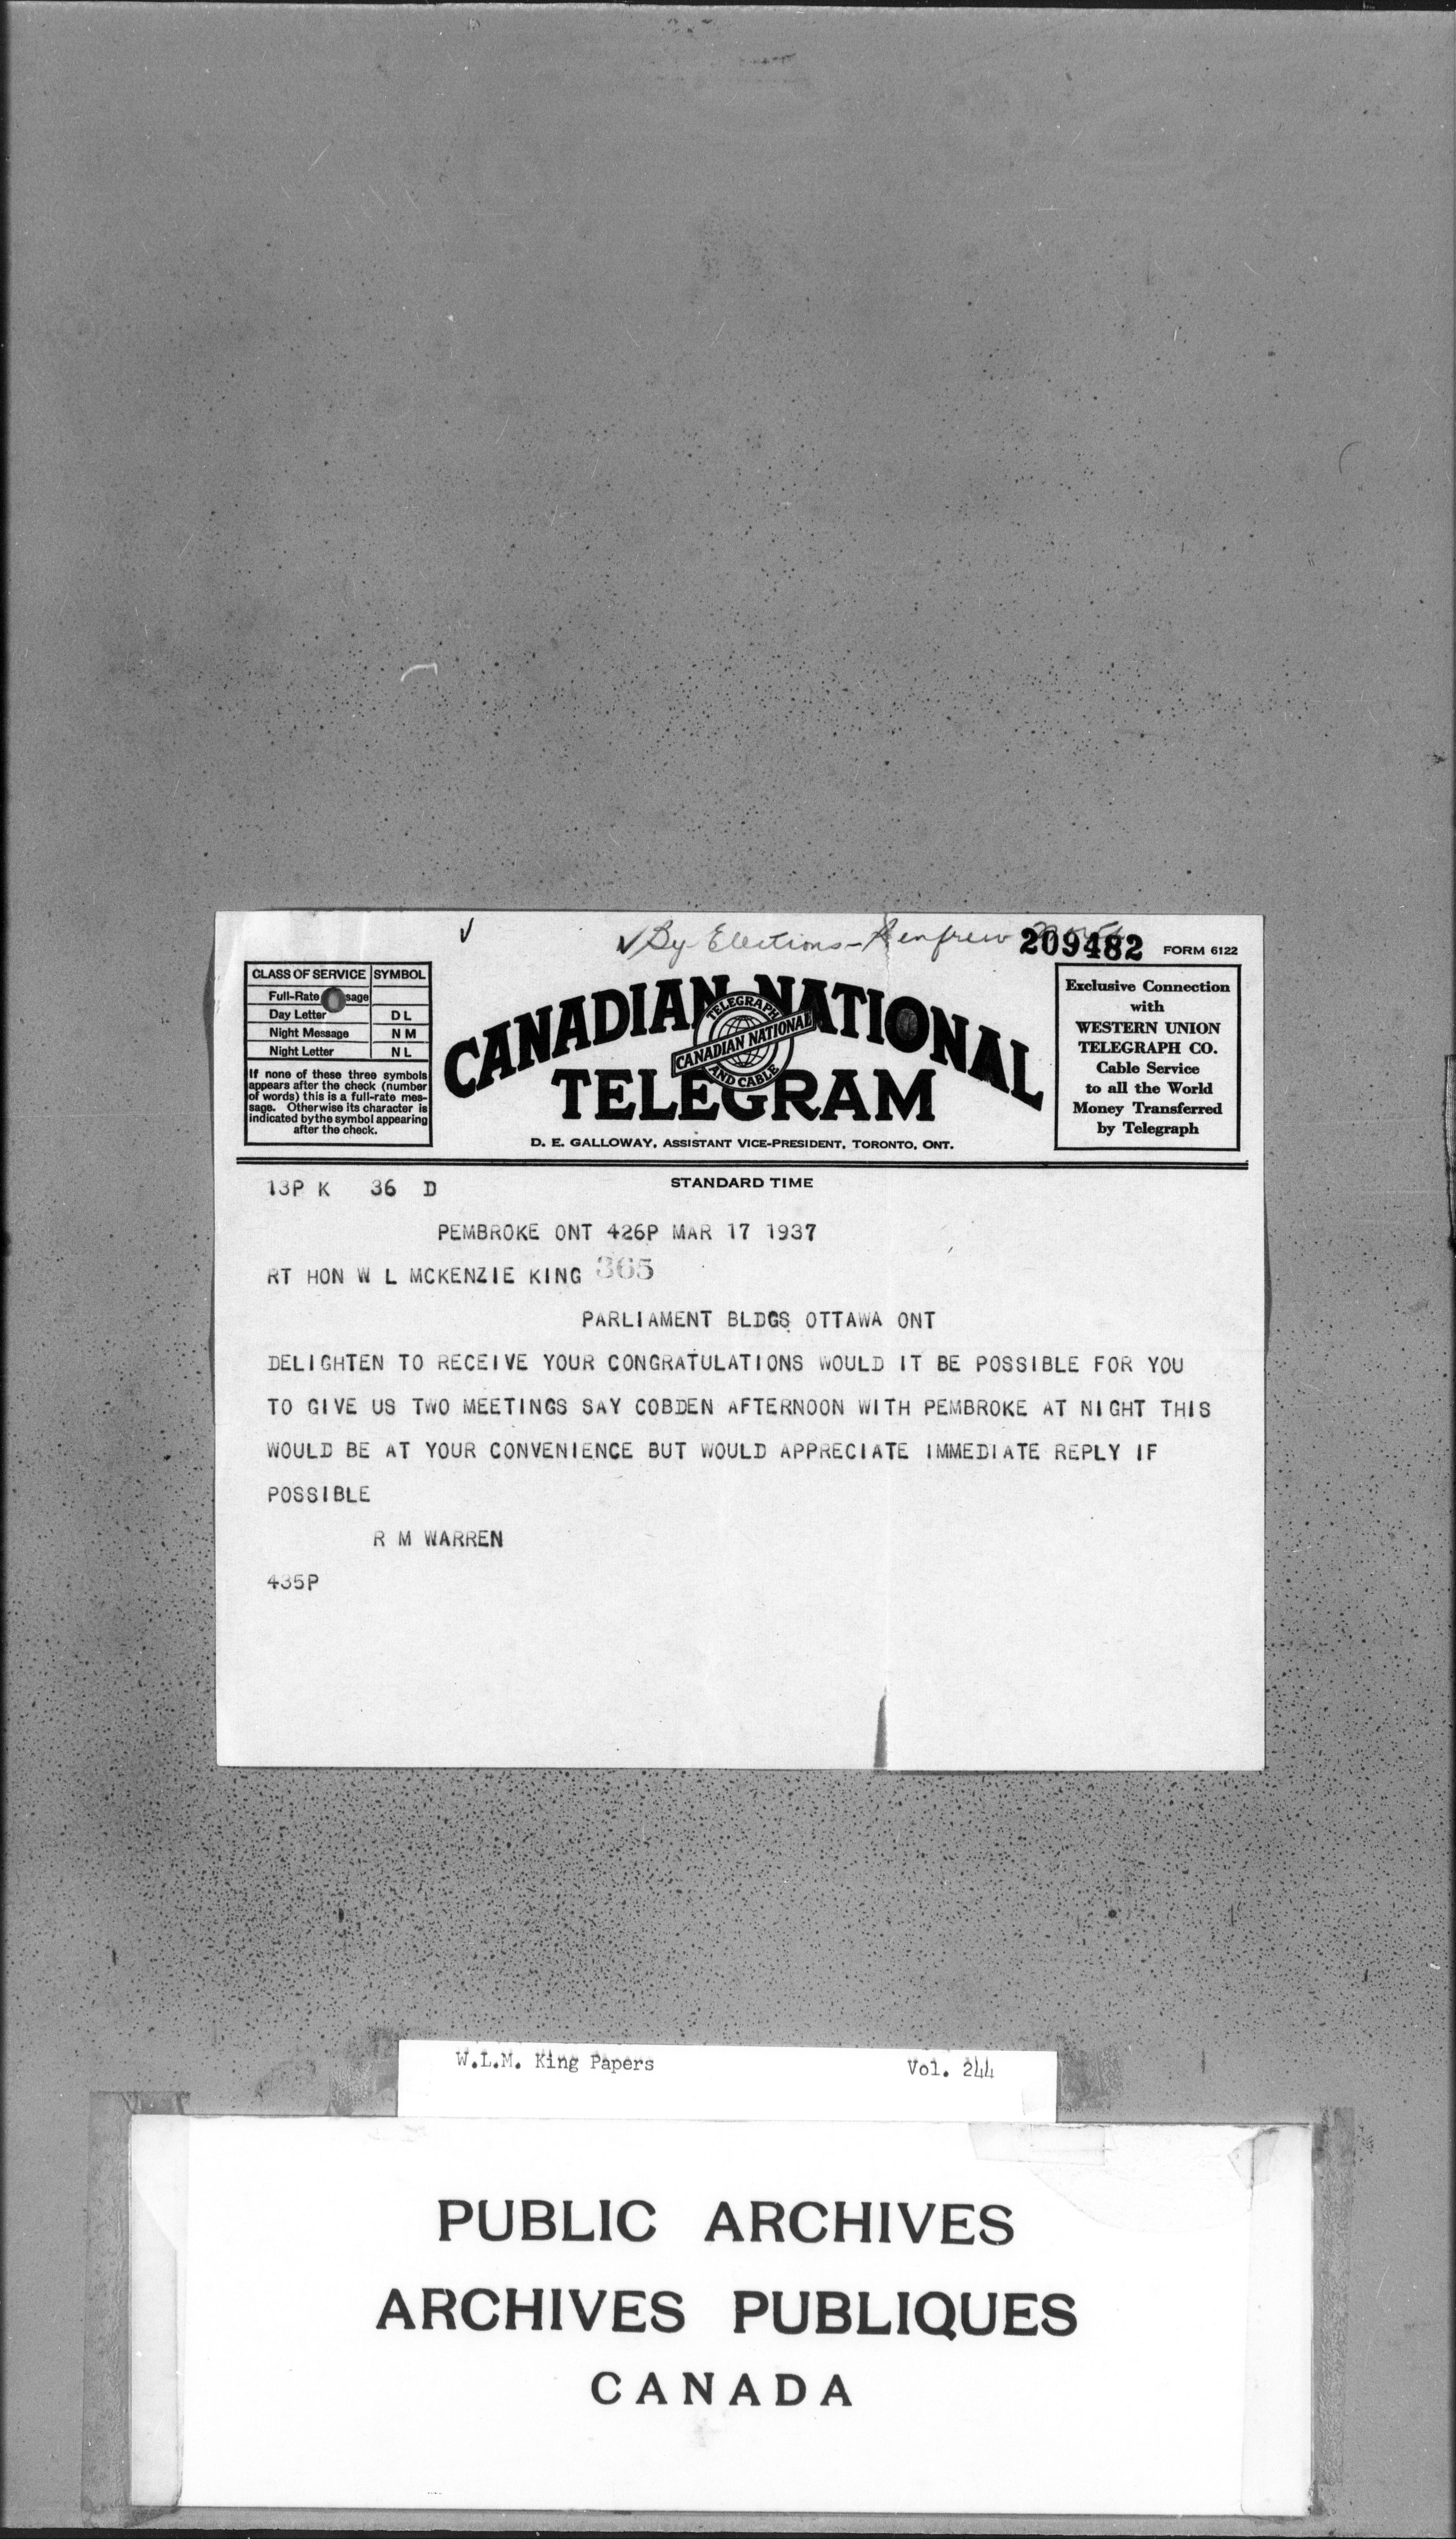 ✓ ✓ By-Elections-Renfrew North 209482 FORM 6122
CLASS OF SERVICE SYMBOL
Full-Rate sage
Day Letter DL
Night Message NM
Night Letter NL
If none of these three symbols
appears after the check (number
of words) this is a full-rate mes-
sage. Otherwise its character is
indicated by the symbol appearing
after the check.
CANADIAN NATIONAL
TELEGRAPH
CANADIAN NATIONAL
AND CABLE
TELEGRAM
D. E. GALLOWAY, ASSISTANT VICE-PRESIDENT, TORONTO, ONT.
Exclusive Connection
with
WESTERN UNION
TELEGRAPH CO.
Cable Service
to all the World
Money Transferred
by Telegraph
STANDARD TIME
13P K 36 D
PEMBROKE ONT 426P MAR 17 1937
RT HON W L MCKENZIE KING 365
PARLIAMENT BLDGS OTTAWA ONT
DELIGHTEN TO RECEIVE YOUR CONGRATULATIONS WOULD IT BE POSSIBLE FOR YOU
TO GIVE US TWO MEETINGS SAY COBDEN AFTERNOON WITH PEMBROKE AT NIGHT THIS
WOULD BE AT YOUR CONVENIENCE BUT WOULD APPRECIATE IMMEDIATE REPLY IF
POSSIBLE
R M WARREN
435P
W.L.M. King Papers Vol. 244
PUBLIC ARCHIVES
ARCHIVES PUBLIQUES
CANADA